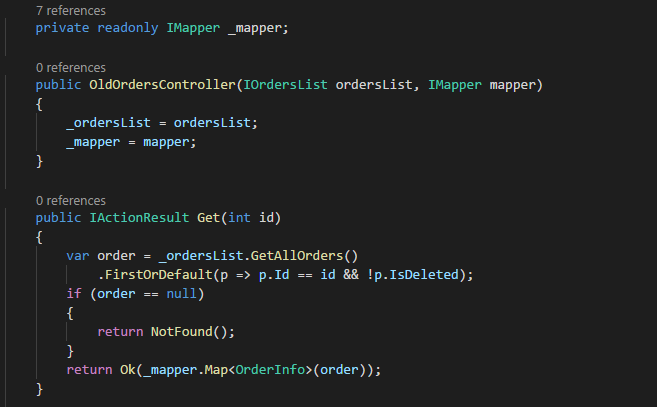 7 references
private readonly IMapper _mapper;
0 references
public OldOrdersController(IOrdersList ordersList, IMapper mapper)
{
_ordersList = ordersList;
_mapper = mapper;
}
0 references
public IActionResult Get(int id)
{
var order = _ordersList.GetAllOrders()
.FirstOrDefault(p => p.Id == id && !p.IsDeleted);
if (order == null)
{
return NotFound();
}
return Ok(_mapper.Map<OrderInfo>(order));
}